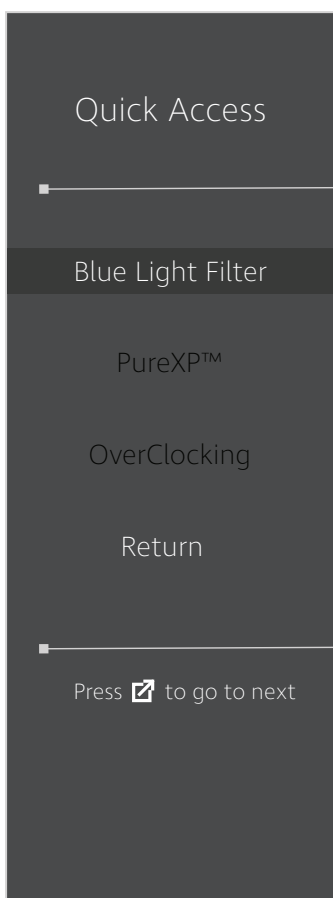 Quick Access
Blue Light Filter
PureXP™
OverClocking
Return
Press to go to next